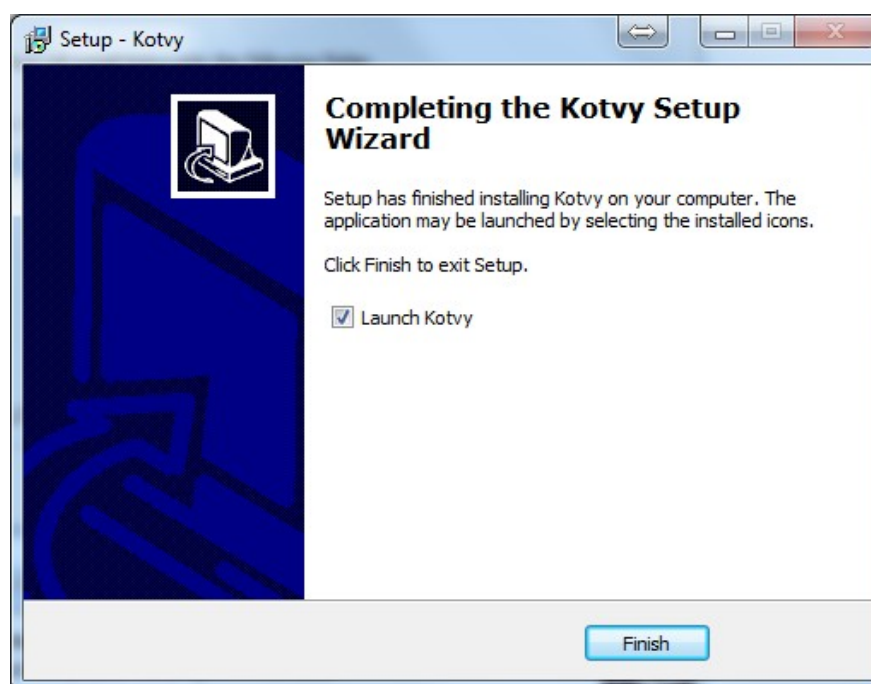 Setup - Kotvy
Completing the Kotvy Setup
Wizard
Setup has finished installing Kotvy on your computer. The
application may be launched by selecting the installed icons.
Click Finish to exit Setup.
Launch Kotvy
Finish